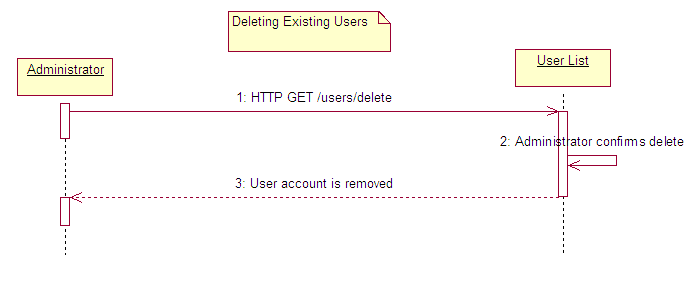 Deleting Existing Users
Administrator
User List
1: HTTP GET /users/delete
2: Administrator confirms delete
3: User account is removed